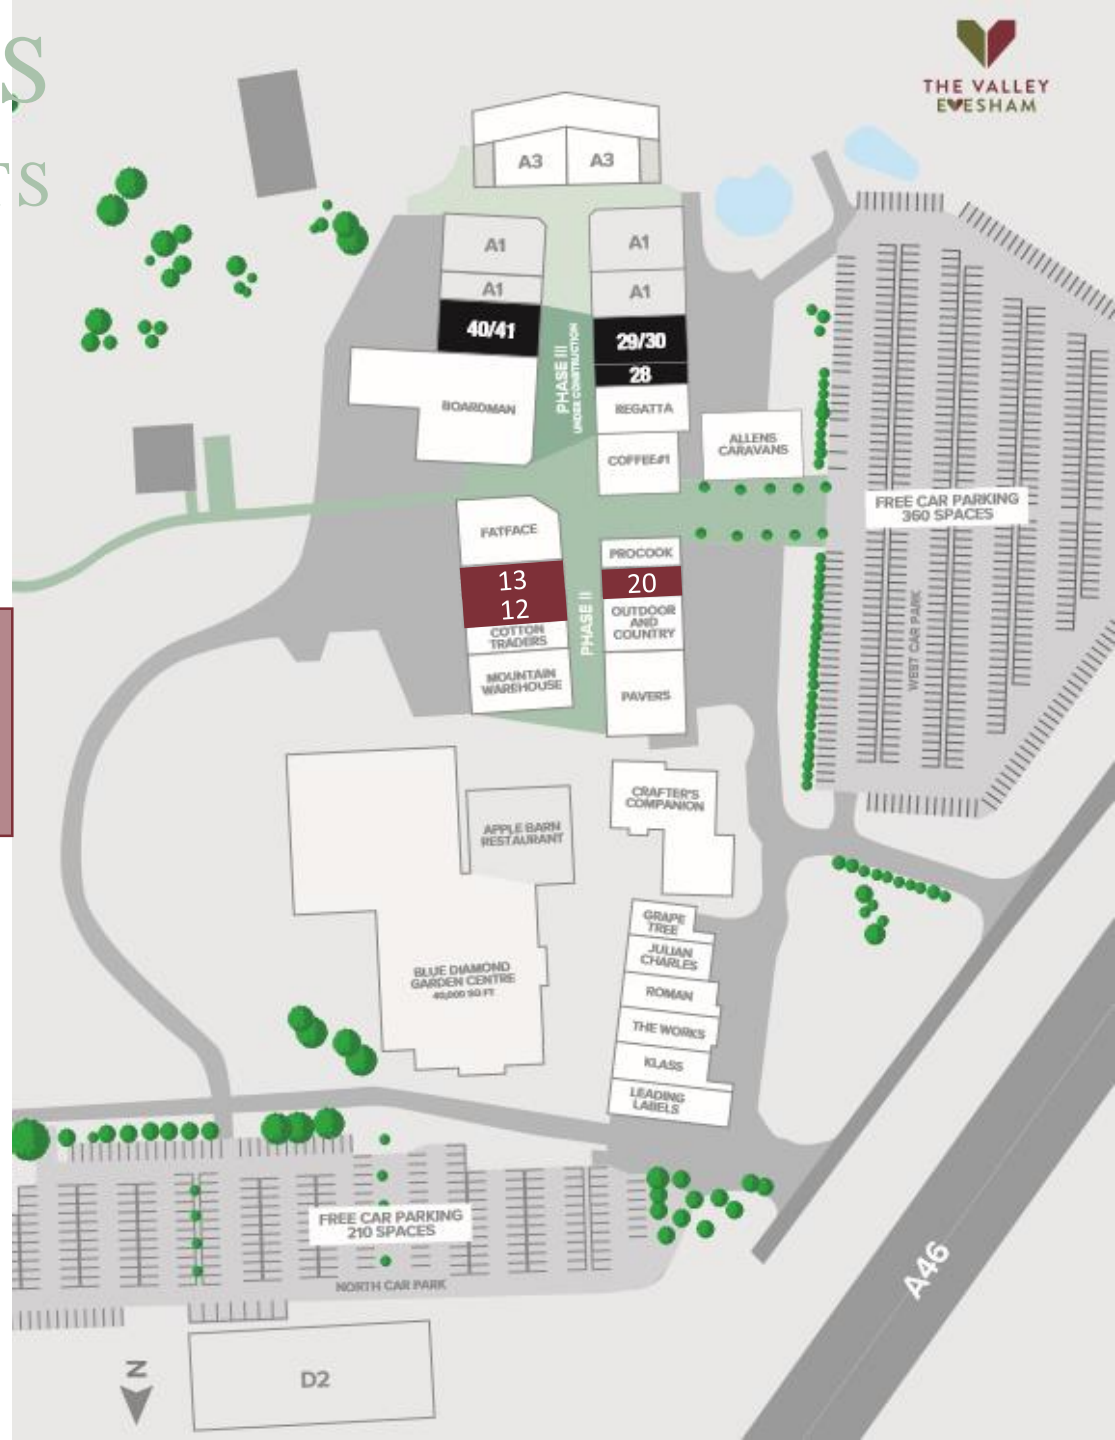 S
TS
THE VALLEY
EVESHAM
A3
A3
A1
A1
A1
A1
40/41
29/30
28
PHASE III
UNDER CONSTRUCTION
BOARDMAN
REGATTA
COFFEE#1
ALLENS
CARAVANS
FREE CAR PARKING
360 SPACES
WEST CAR PARK
FATFACE
PROCOOK
13
12
20
COTTON
TRADERS
OUTDOOR
AND
COUNTRY
PHASE II
MOUNTAIN
WAREHOUSE
PAVERS
CRAFTER'S
COMPANION
APPLE BARN
RESTAURANT
BLUE DIAMOND
GARDEN CENTRE
40,000 SQ FT
GRAPE
TREE
JULIAN
CHARLES
ROMAN
THE WORKS
KLASS
LEADING
LABELS
FREE CAR PARKING
210 SPACES
NORTH CAR PARK
A46
N
D2